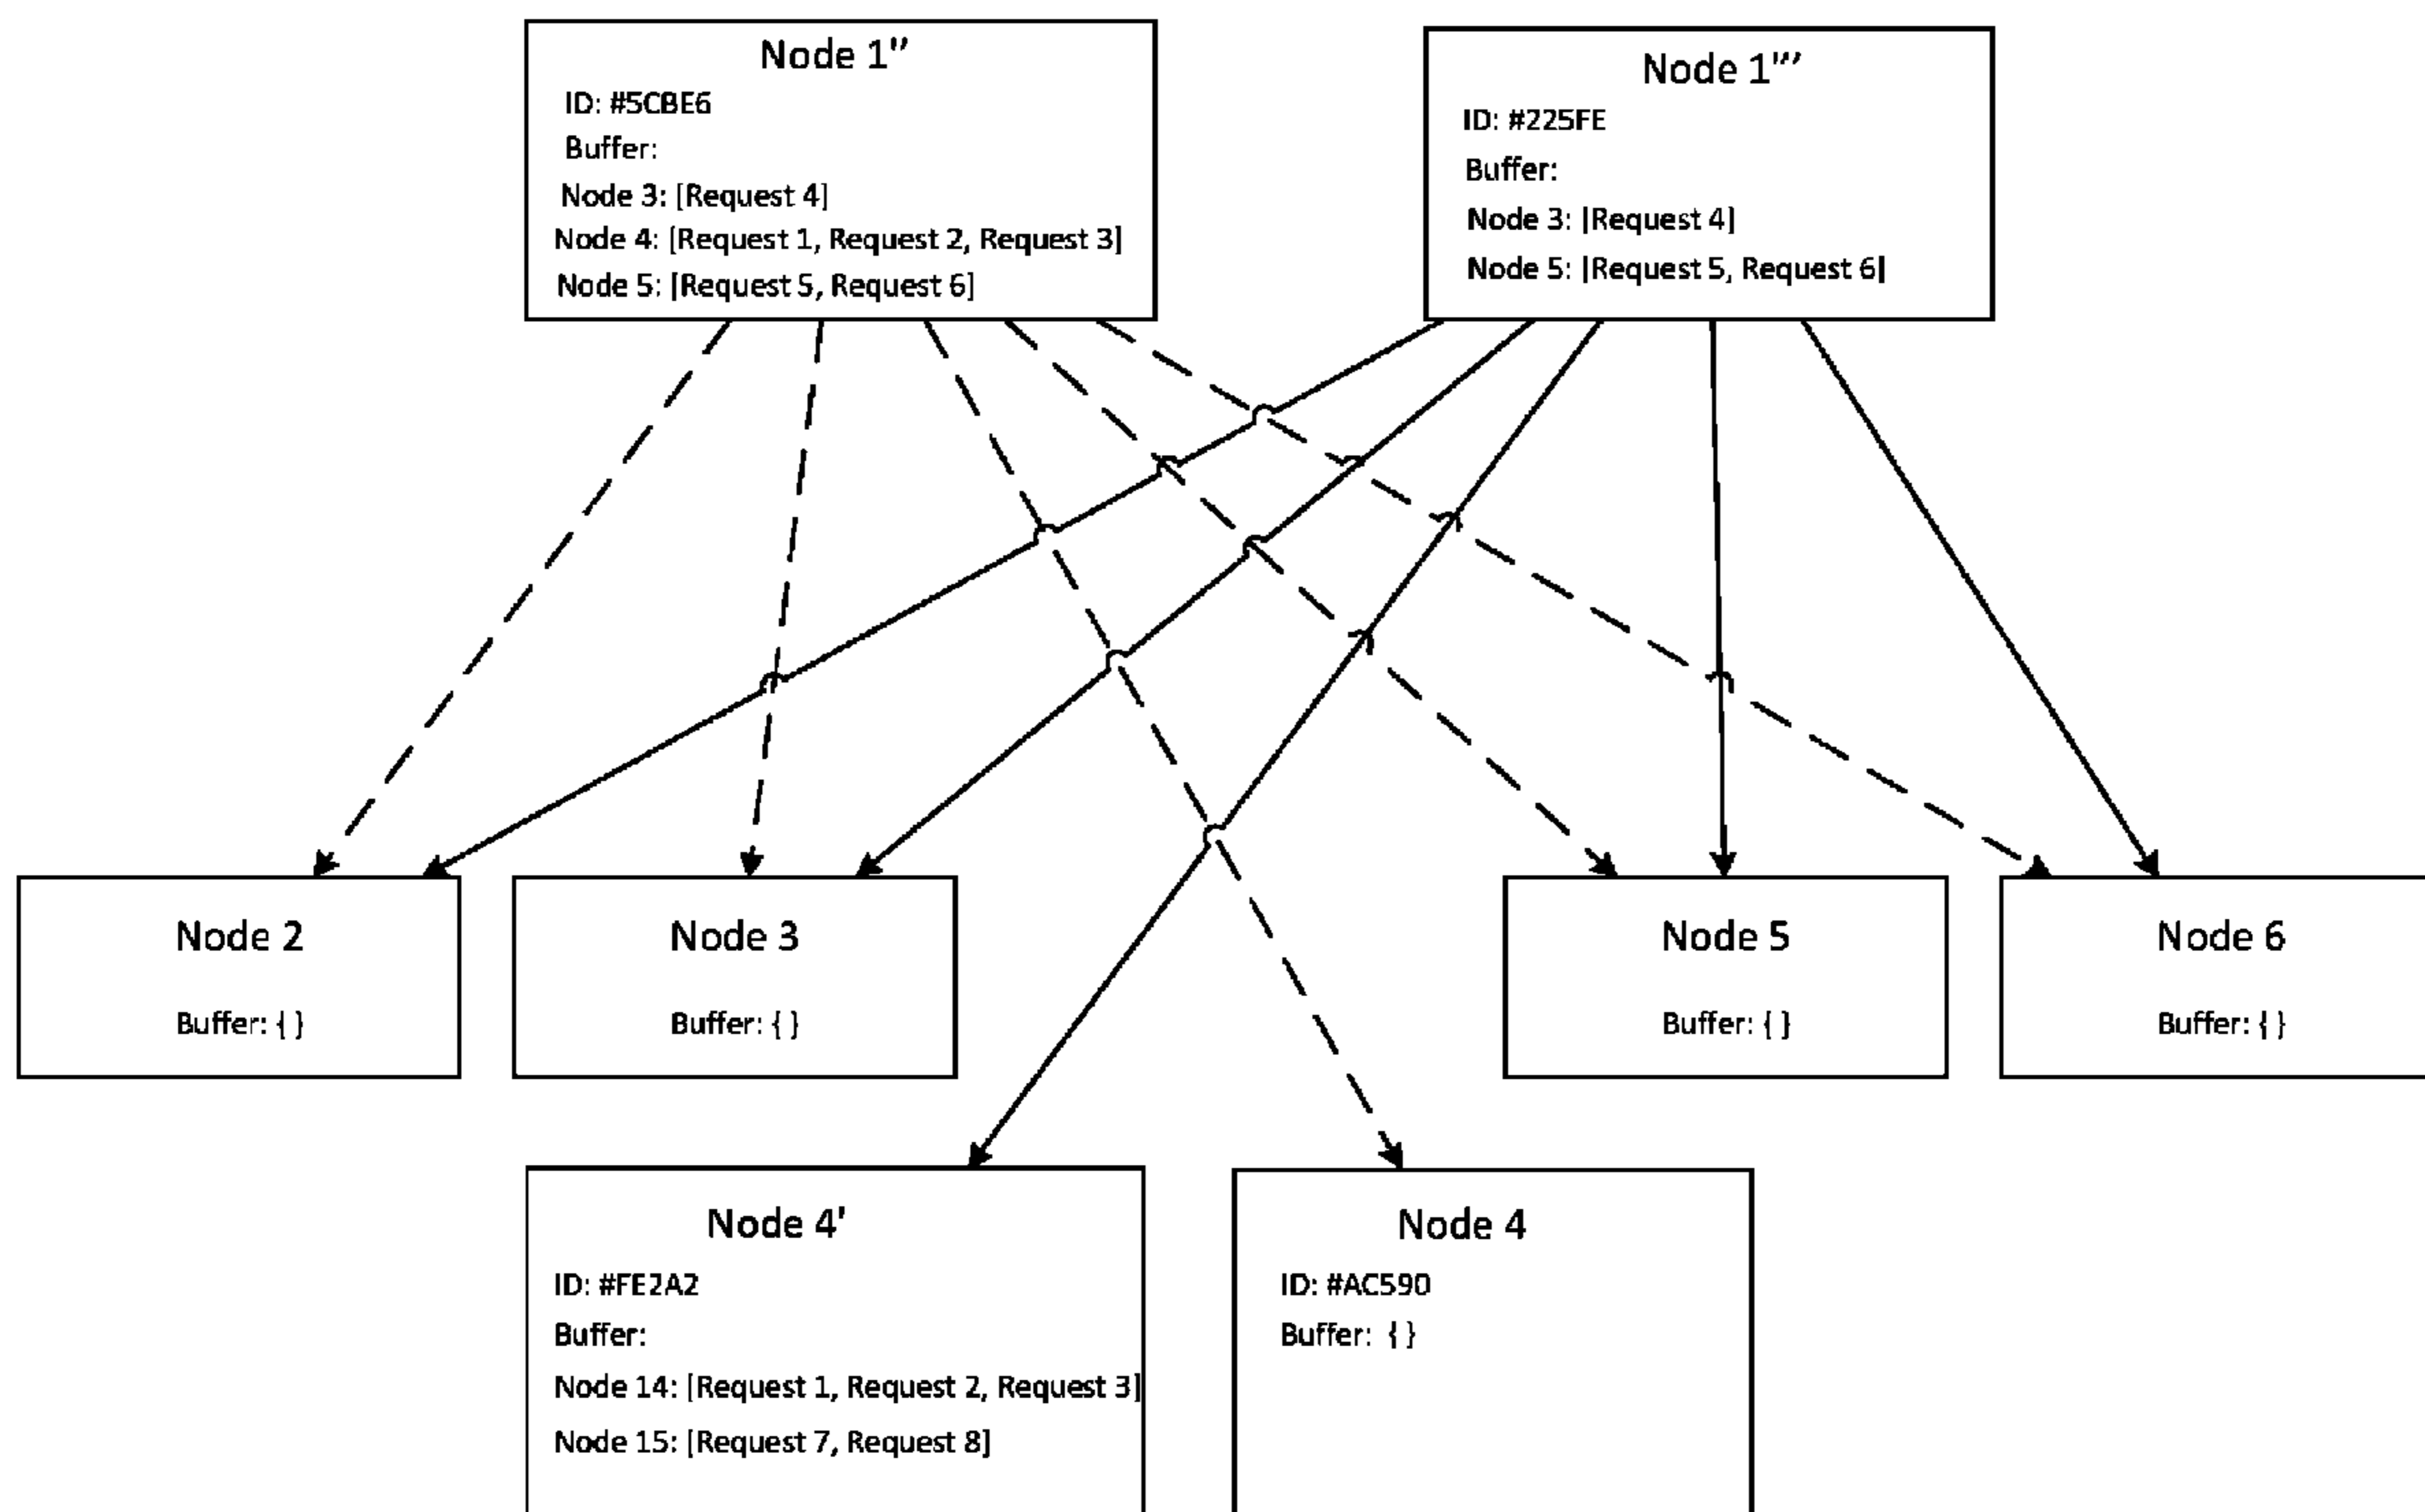 Node 1''
ID: #5CBE6
Buffer:
Node 3: [Request 4]
Node 4: [Request 1, Request 2, Request 3]
Node 5: [Request 5, Request 6]
Node 1'''
ID: #225FE
Buffer:
Node 3: [Request 4]
Node 5: [Request 5, Request 6]
Node 2
Buffer: { }
Node 3
Buffer: { }
Node 5
Buffer: { }
Node 6
Buffer: { }
Node 4'
ID: #FE2A2
Buffer:
Node 14: [Request 1, Request 2, Request 3]
Node 15: [Request 7, Request 8]
Node 4
ID: #AC590
Buffer: { }